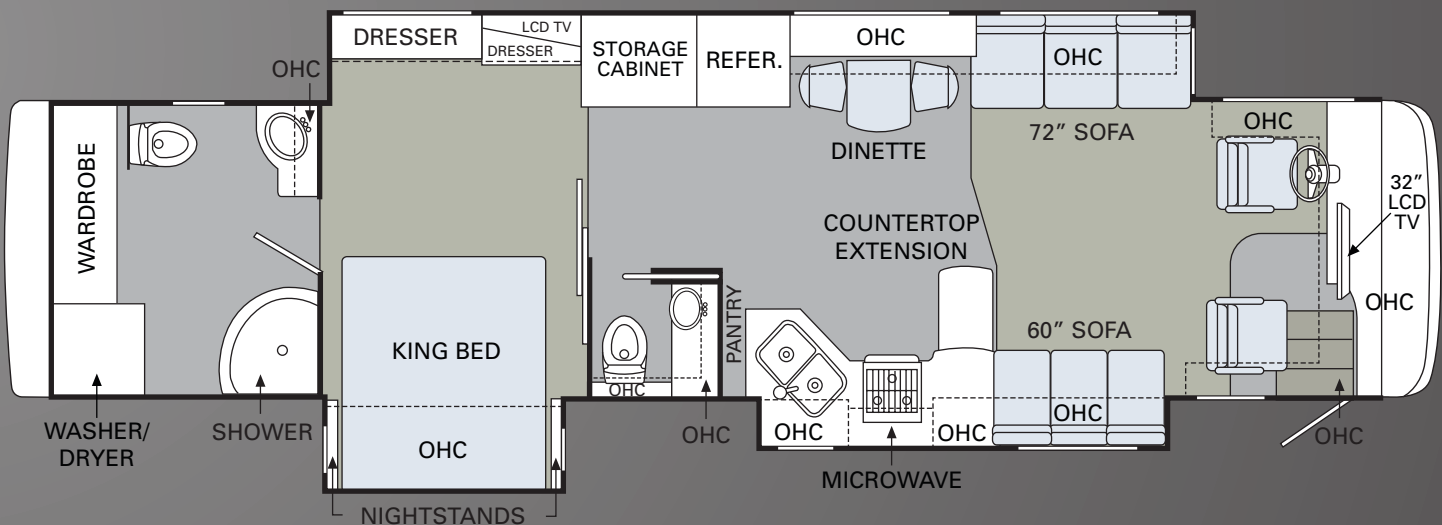 DRESSER
LCD TV
DRESSER
STORAGE
CABINET
REFER.
OHC
OHC
OHC
72” SOFA
OHC
DINETTE
WARDROBE
32”
LCD
TV
COUNTERTOP
EXTENSION
PANTRY
OHC
60” SOFA
KING BED
OHC
WASHER/
DRYER
SHOWER
OHC
OHC
OHC
OHC
OHC
OHC
MICROWAVE
NIGHTSTANDS